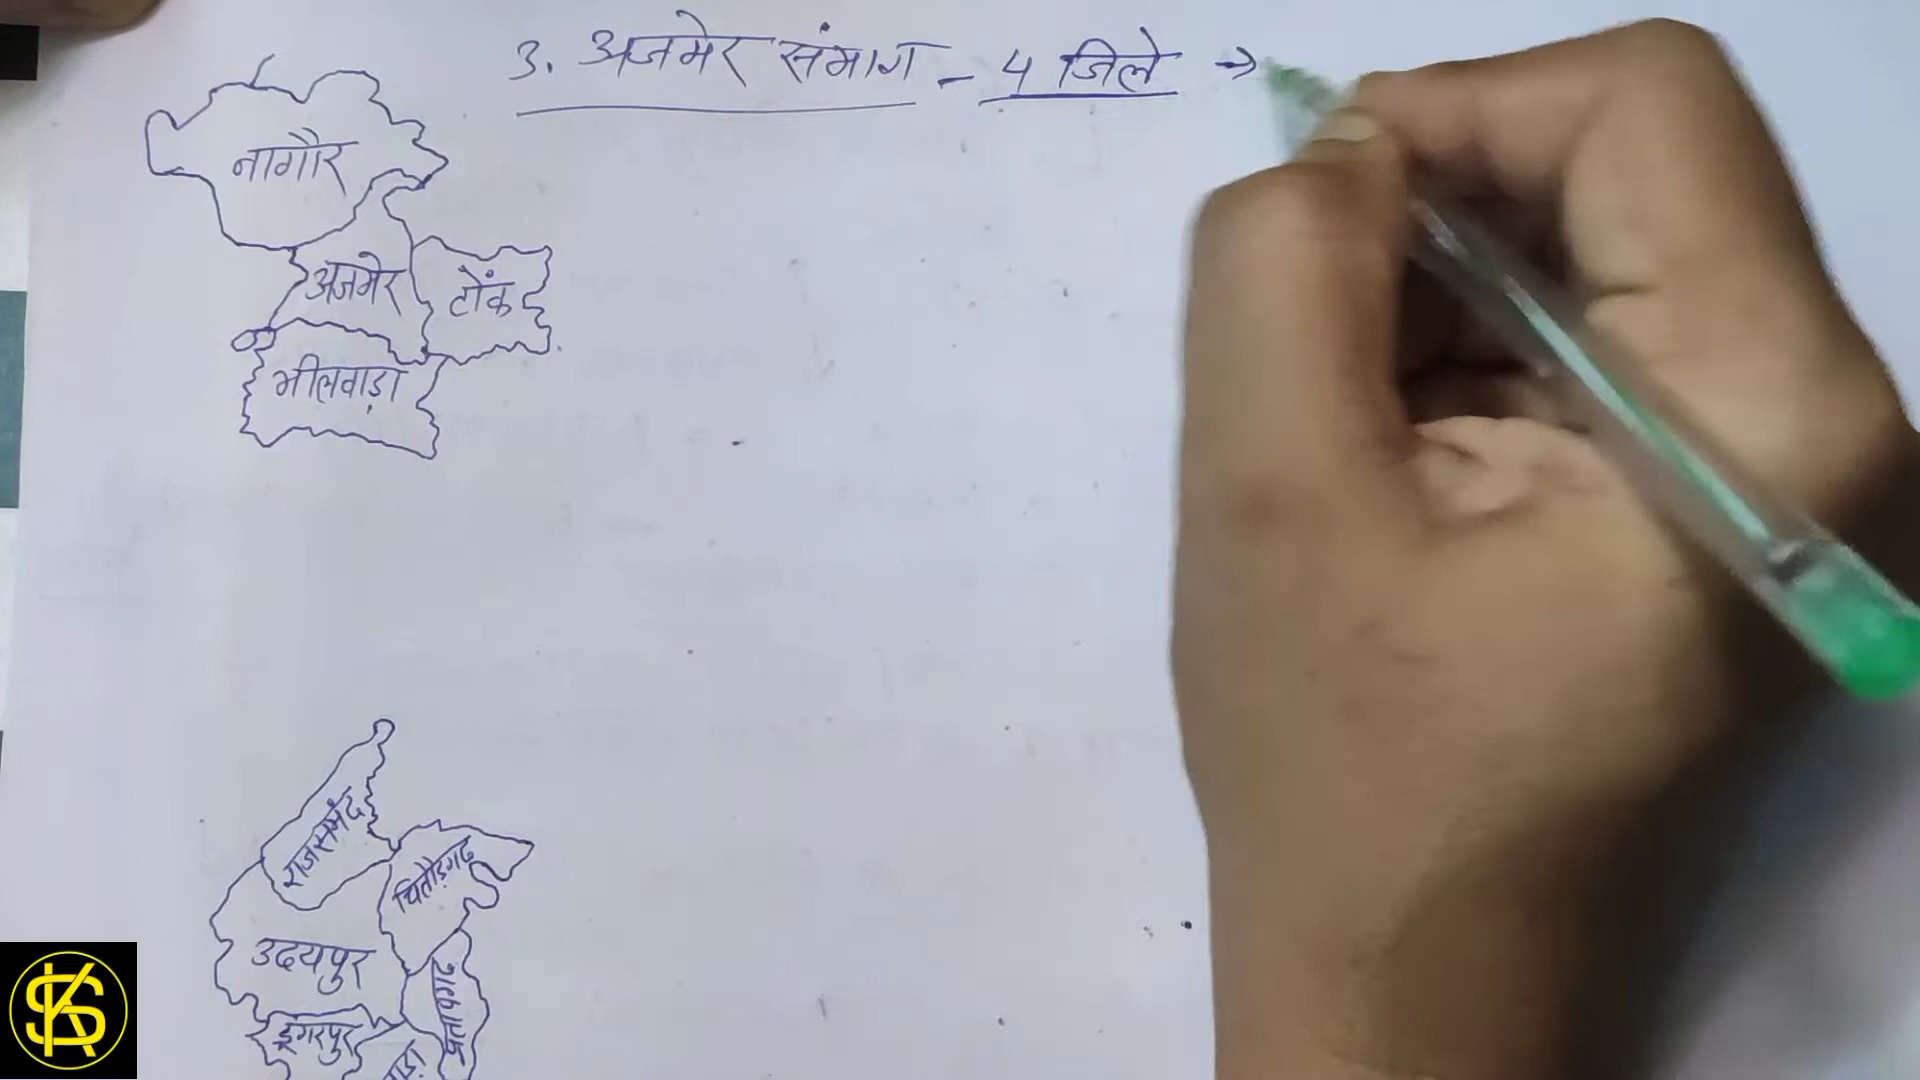 3. अजमेर संभाग - 4 जिले →
नागौर
अजमेर
टोंक
भीलवाड़ा
राजसमंद
चितौड़गढ
उदयपुर
प्रतापगढ
डूंगरपुर